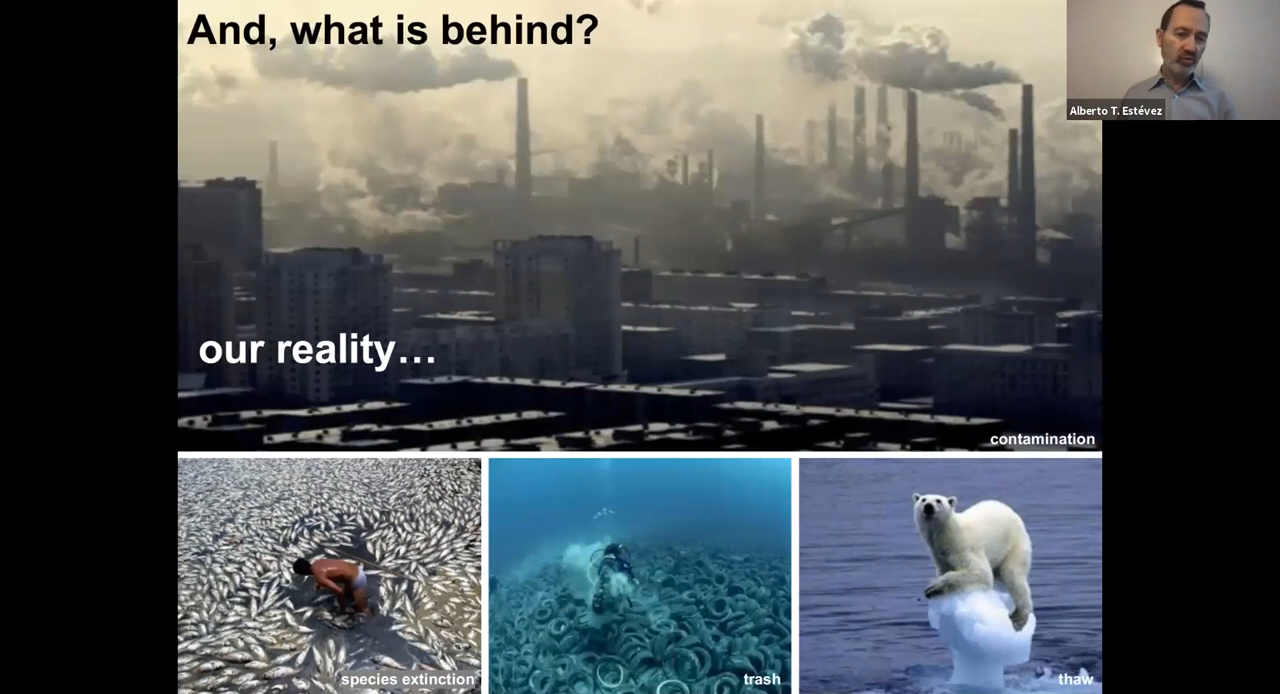 And, what is behind?
Alberto T. Estévez
our reality...
contamination
species extinction
trash
thaw